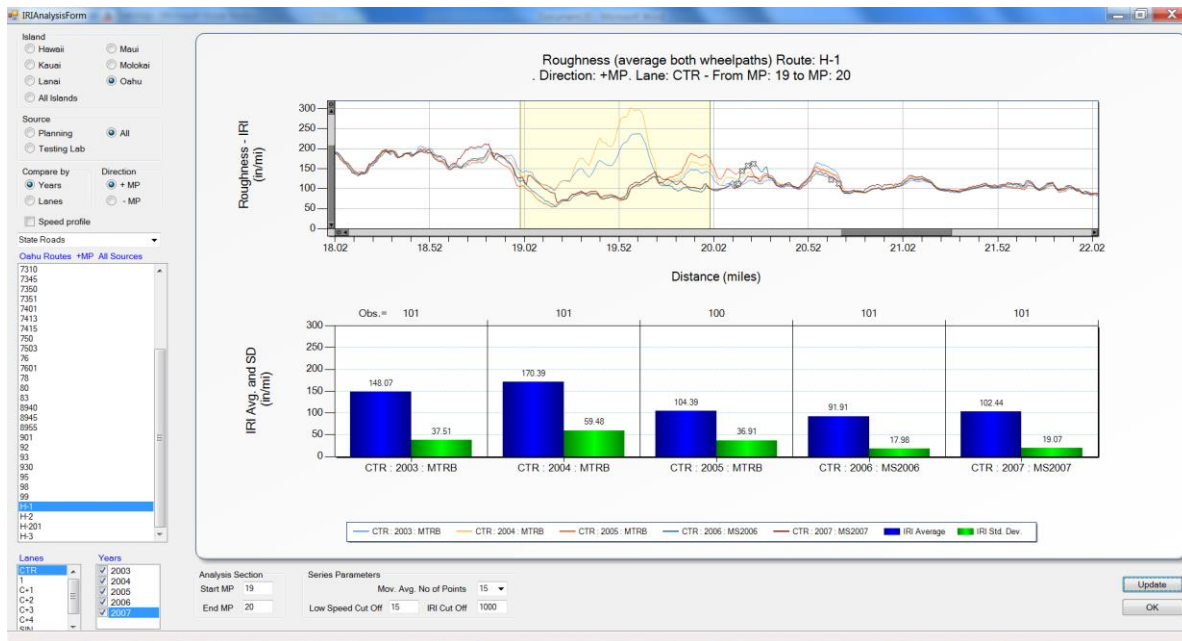 IRIAnalysisForm
Island
Hawaii Maui
Kauai Molokai
Lanai Oahu
All Islands
Source
Planning All
Testing Lab
Compare by Direction
Years + MP
Lanes - MP
Speed profile
State Roads
Oahu Routes +MP All Sources
7310
7345
7350
7351
7401
7413
7415
750
7503
76
7601
78
80
83
8940
8945
8955
901
92
93
930
95
98
99
H-1
H-2
H-201
H-3
Lanes
CTR
1
C+1
C+2
C+3
C+4
Years
2003
2004
2005
2006
2007
Roughness (average both wheelpaths) Route: H-1
. Direction: +MP. Lane: CTR - From MP: 19 to MP: 20
Roughness - IRI
(in/mi)
300
250
200
150
100
50
0
18.02 18.52 19.02 19.52 20.02 20.52 21.02 21.52 22.02
Distance (miles)
Obs.= 101 101 100 101 101
IRI Avg. and SD
(in/mi)
300
250
200
150
100
50
0
148.07 37.51 170.39 59.48 104.39 36.91 91.91 17.98 102.44 19.07
CTR : 2003 : MTRB CTR : 2004 : MTRB CTR : 2005 : MTRB CTR : 2006 : MS2006 CTR : 2007 : MS2007
CTR : 2003 : MTRB CTR : 2004 : MTRB CTR : 2005 : MTRB CTR : 2006 : MS2006 CTR : 2007 : MS2007 IRI Average IRI Std. Dev.
Analysis Section
Start MP 19
End MP 20
Series Parameters
Mov. Avg. No of Points 15
Low Speed Cut Off 15 IRI Cut Off 1000
Update
OK